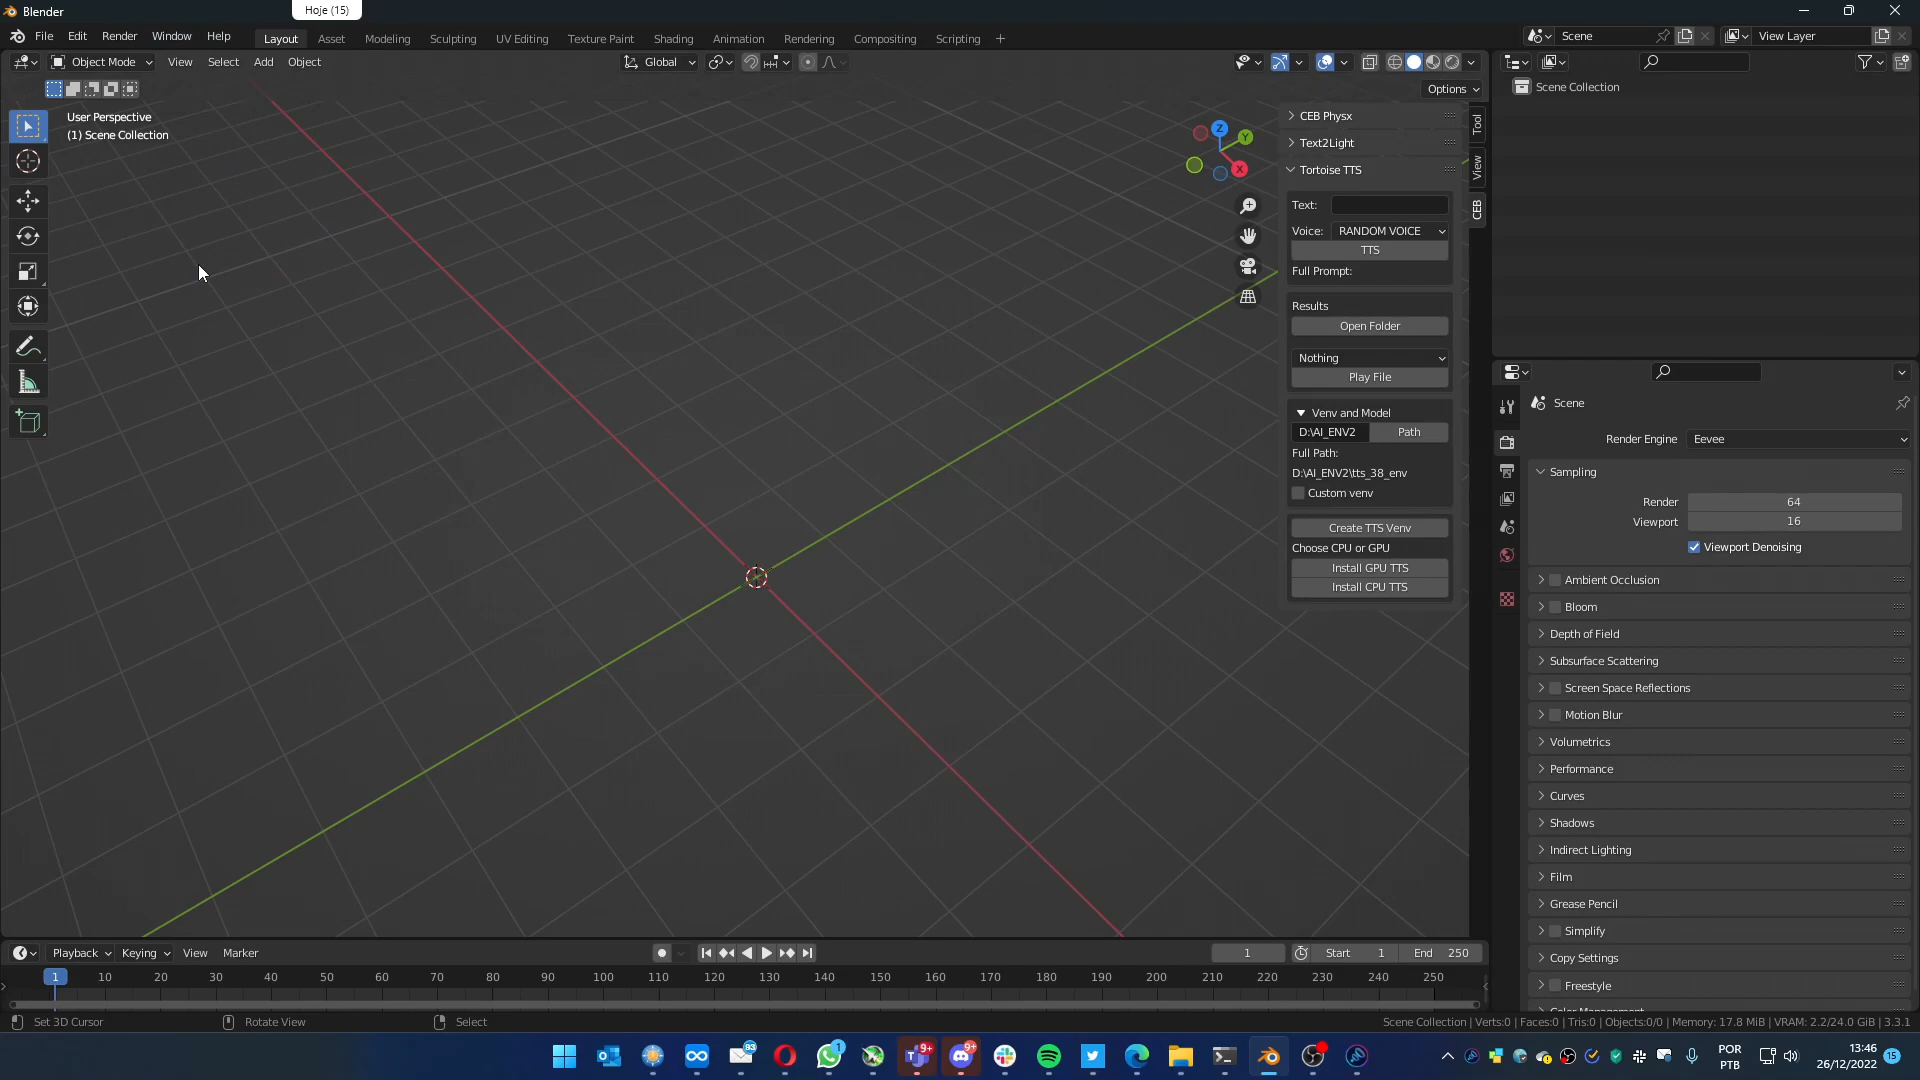 Blender
Hoje (15)
File Edit Render Window Help
Layout Asset Modeling Sculpting UV Editing Texture Paint Shading Animation Rendering Compositing Scripting
Scene
View Layer
Object Mode View Select Add Object
Global
Options
User Perspective
(1) Scene Collection
Z
Y
X
CEB Physx
Text2Light
Tortoise TTS
Text:
Voice: RANDOM VOICE
TTS
Full Prompt:
Results
Open Folder
Nothing
Play File
Venv and Model
D:\AI_ENV2 Path
Full Path:
D:\AI_ENV2\tts_38_env
Custom venv
Create TTS Venv
Choose CPU or GPU
Install GPU TTS
Install CPU TTS
Tool
View
CEB
Scene Collection
Scene
Render Engine Eevee
Sampling
Render 64
Viewport 16
Viewport Denoising
Ambient Occlusion
Bloom
Depth of Field
Subsurface Scattering
Screen Space Reflections
Motion Blur
Volumetrics
Performance
Curves
Shadows
Indirect Lighting
Film
Grease Pencil
Simplify
Copy Settings
Freestyle
Color Management
Playback Keying View Marker
1 Start 1 End 250
1 10 20 30 40 50 60 70 80 90 100 110 120 130 140 150 160 170 180 190 200 210 220 230 240 250
Set 3D Cursor Rotate View Select
Scene Collection | Verts:0 | Faces:0 | Tris:0 | Objects:0/0 | Memory: 17.8 MiB | VRAM: 2.2/24.0 GiB | 3.3.1
93
1
9+
9+
POR
PTB
13:46
26/12/2022
15